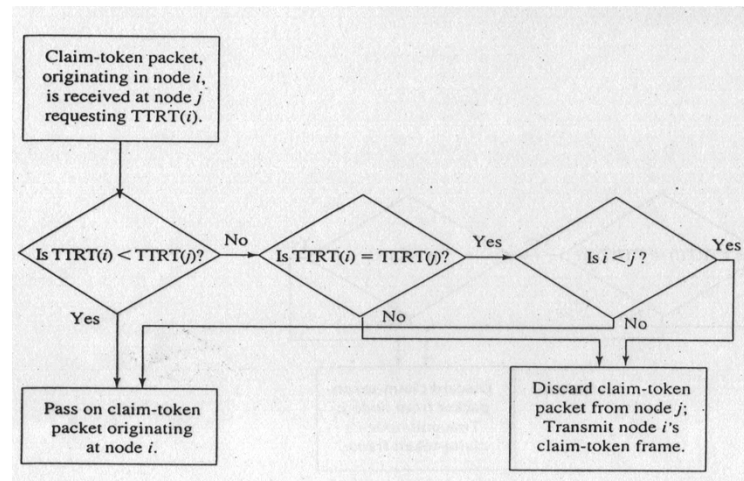 Claim-token packet,
originating in node i,
is received at node j
requesting TTRT(i).
Is TTRT(i) < TTRT(j)?
No
Is TTRT(i) = TTRT(j)?
Yes
Is i < j?
Yes
Yes
No
No
Pass on claim-token
packet originating
at node i.
Discard claim-token
packet from node j;
Transmit node i's
claim-token frame.